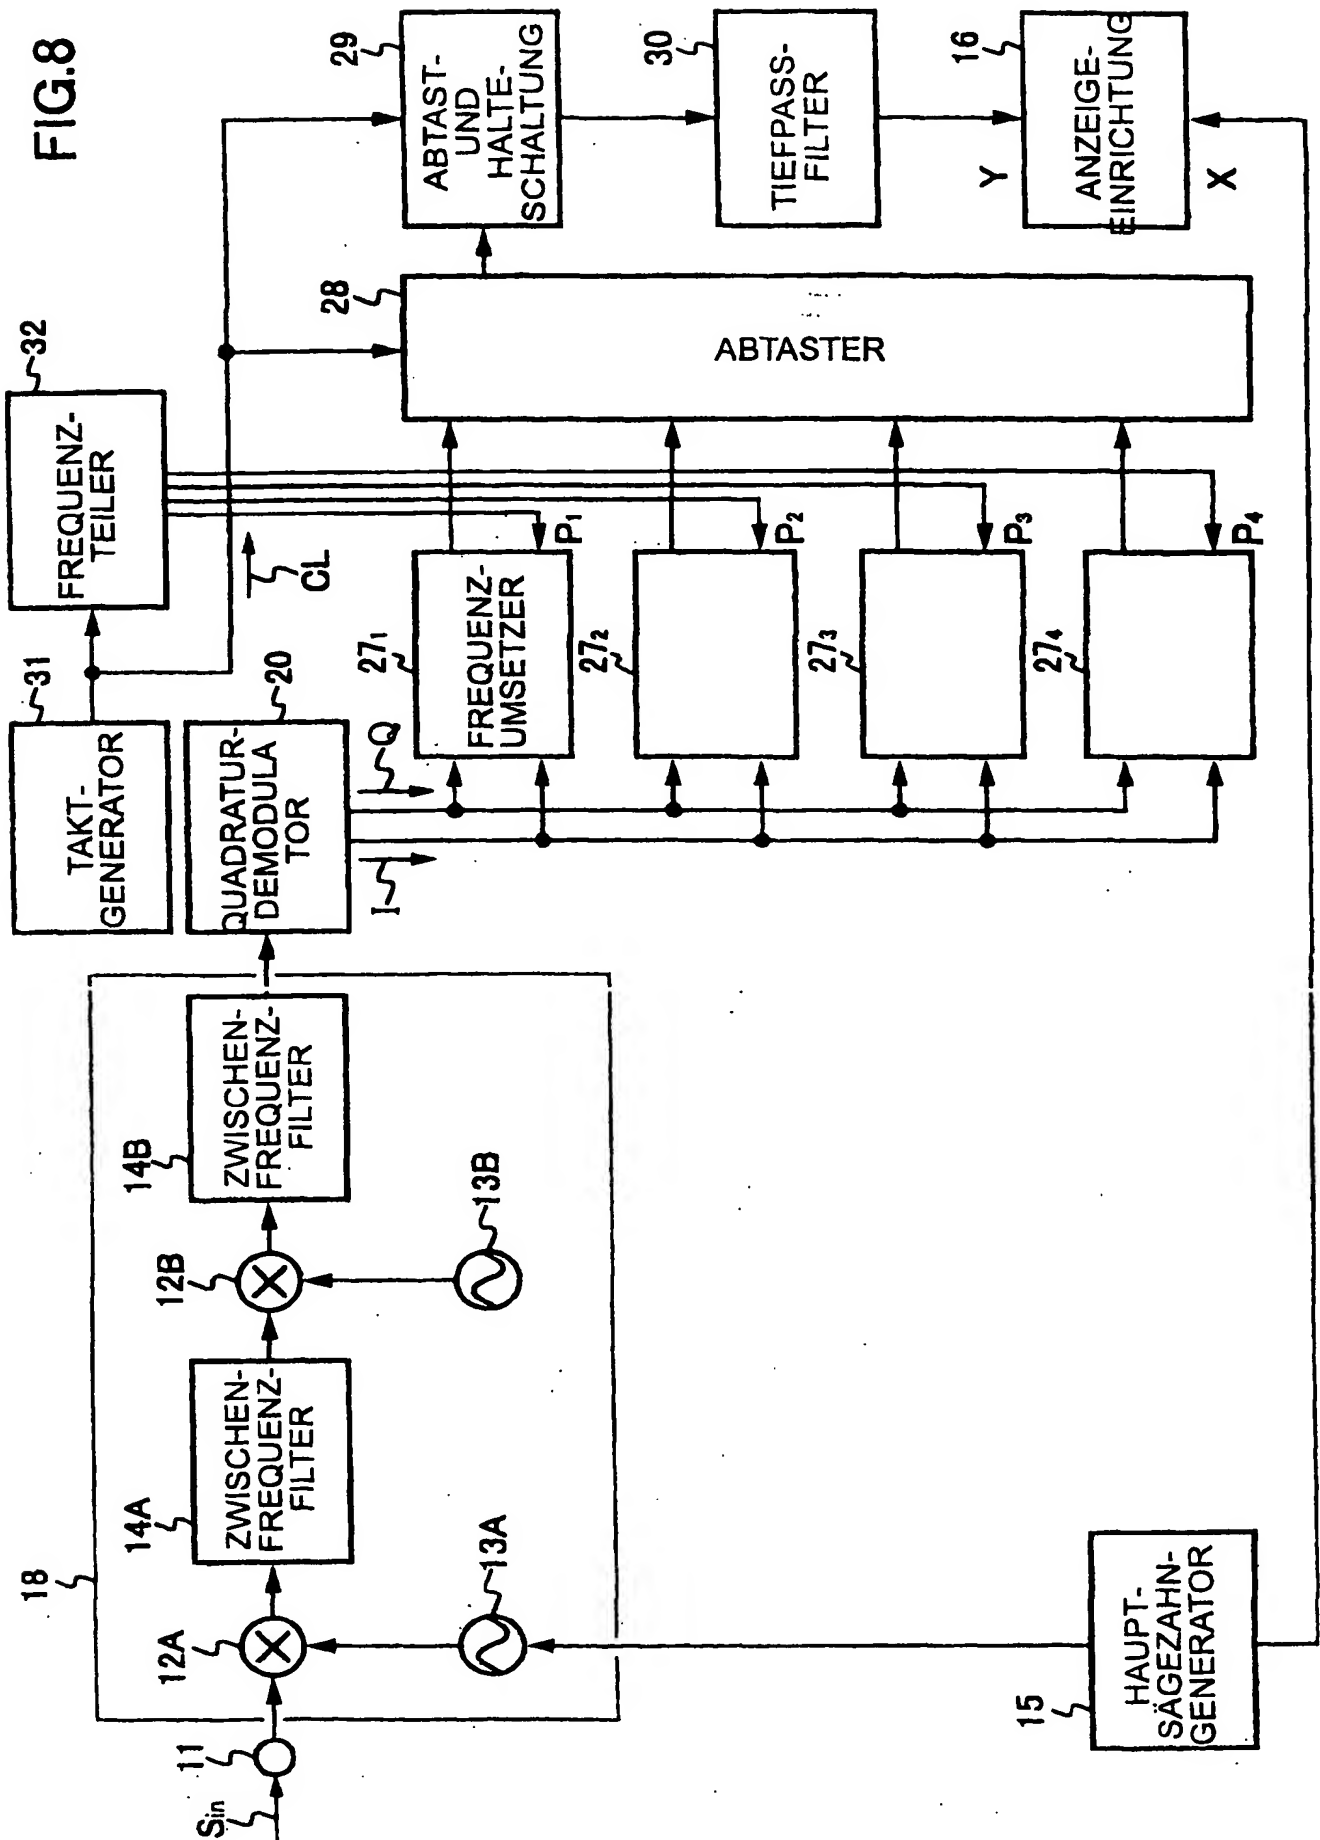 FIG.8
Sin
11
18
12A
13A
14A
ZWISCHEN-
FREQUENZ-
FILTER
12B
13B
14B
ZWISCHEN-
FREQUENZ-
FILTER
15
HAUPT-
SÄGEZAHN-
GENERATOR
31
TAKT-
GENERATOR
20
QUADRATUR-
DEMODULA
TOR
I
Q
32
FREQUENZ-
TEILER
CL
271
FREQUENZ-
UMSETZER
P1
272
P2
273
P3
274
P4
28
ABTASTER
29
ABTAST-
UND
HALTE-
SCHALTUNG
30
TIEFPASS-
FILTER
Y
16
ANZEIGE-
EINRICHTUNG
X